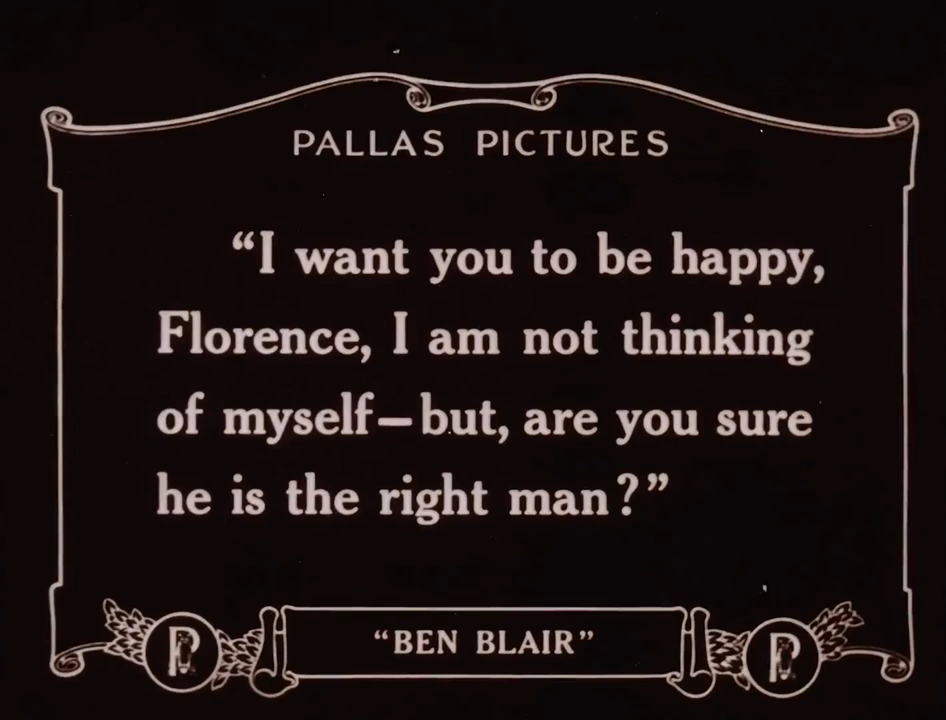 PALLAS PICTURES
“I want you to be happy,
Florence, I am not thinking
of myself—but, are you sure
he is the right man?”
P
“BEN BLAIR”
P